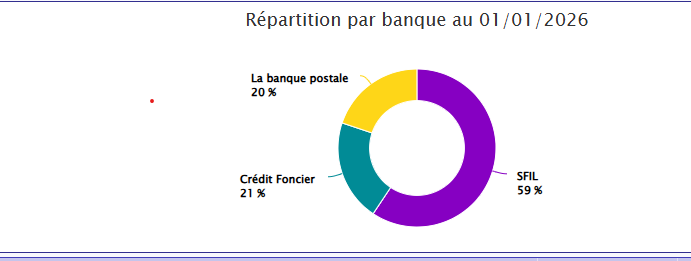 Répartition par banque au 01/01/2026
La banque postale
20 %
Crédit Foncier
21 %
SFIL
59 %